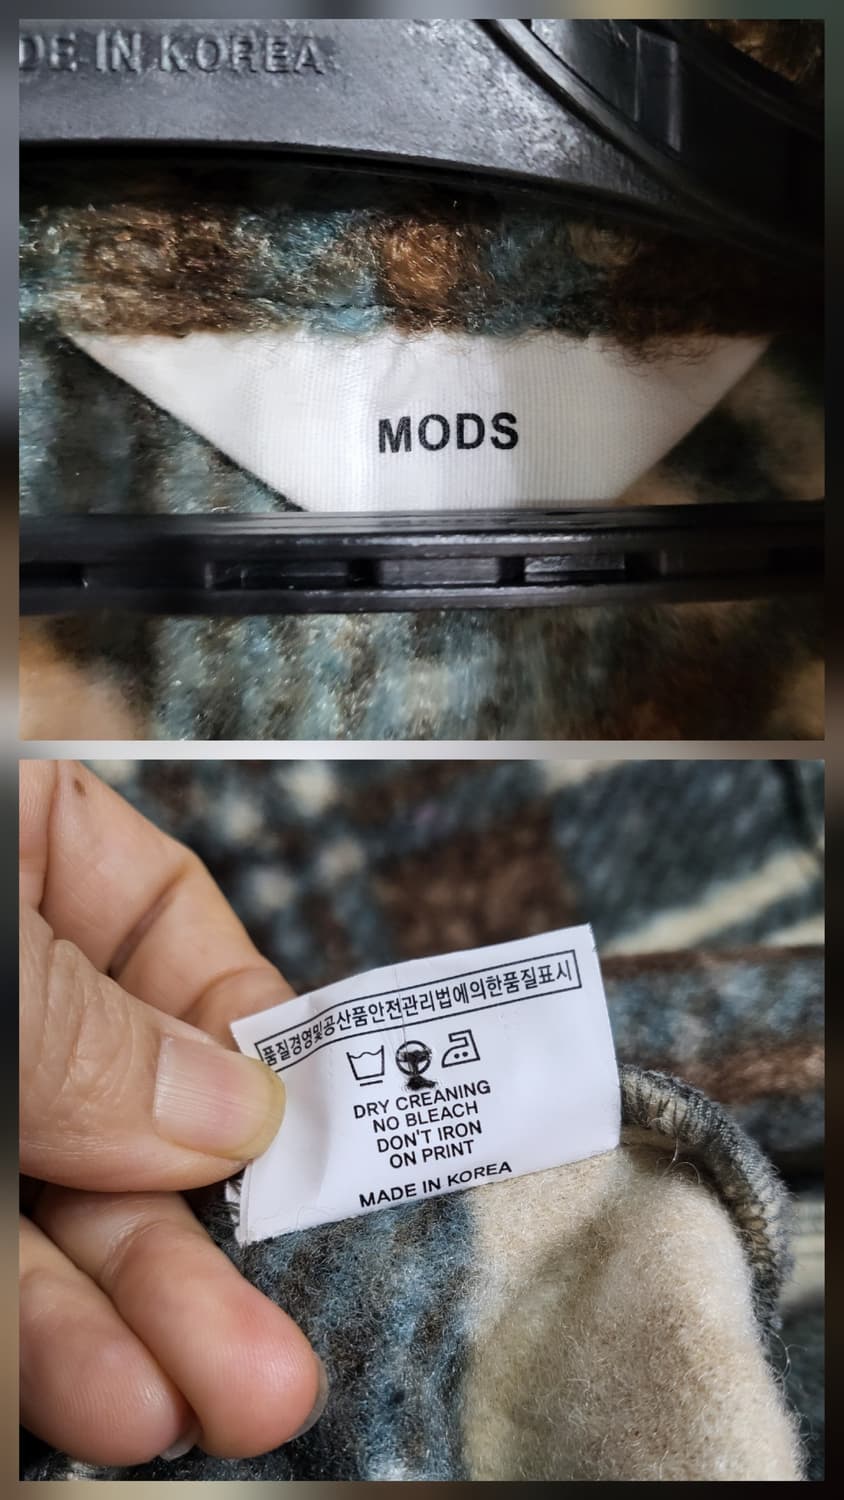 DE IN KOREA
MODS
품질경영및공산품안전관리법에의한품질표시
DRY CREANING
NO BLEACH
DON'T IRON
ON PRINT
MADE IN KOREA